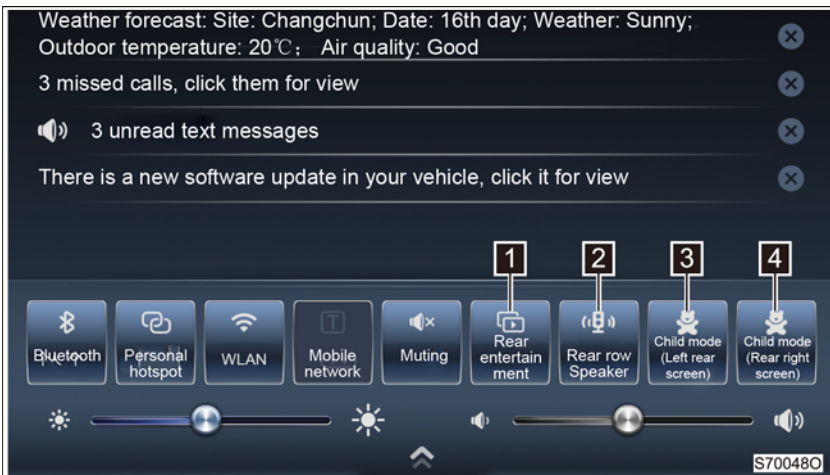 Weather forecast: Site: Changchun; Date: 16th day; Weather: Sunny;
Outdoor temperature: 20℃； Air quality: Good
3 missed calls, click them for view
3 unread text messages
There is a new software update in your vehicle, click it for view
1
2
3
4
Bluetooth
Personal
hotspot
WLAN
Mobile
network
Muting
Rear
entertain
ment
Rear row
Speaker
Child mode
(Left rear
screen)
Child mode
(Rear right
screen)
S70048O